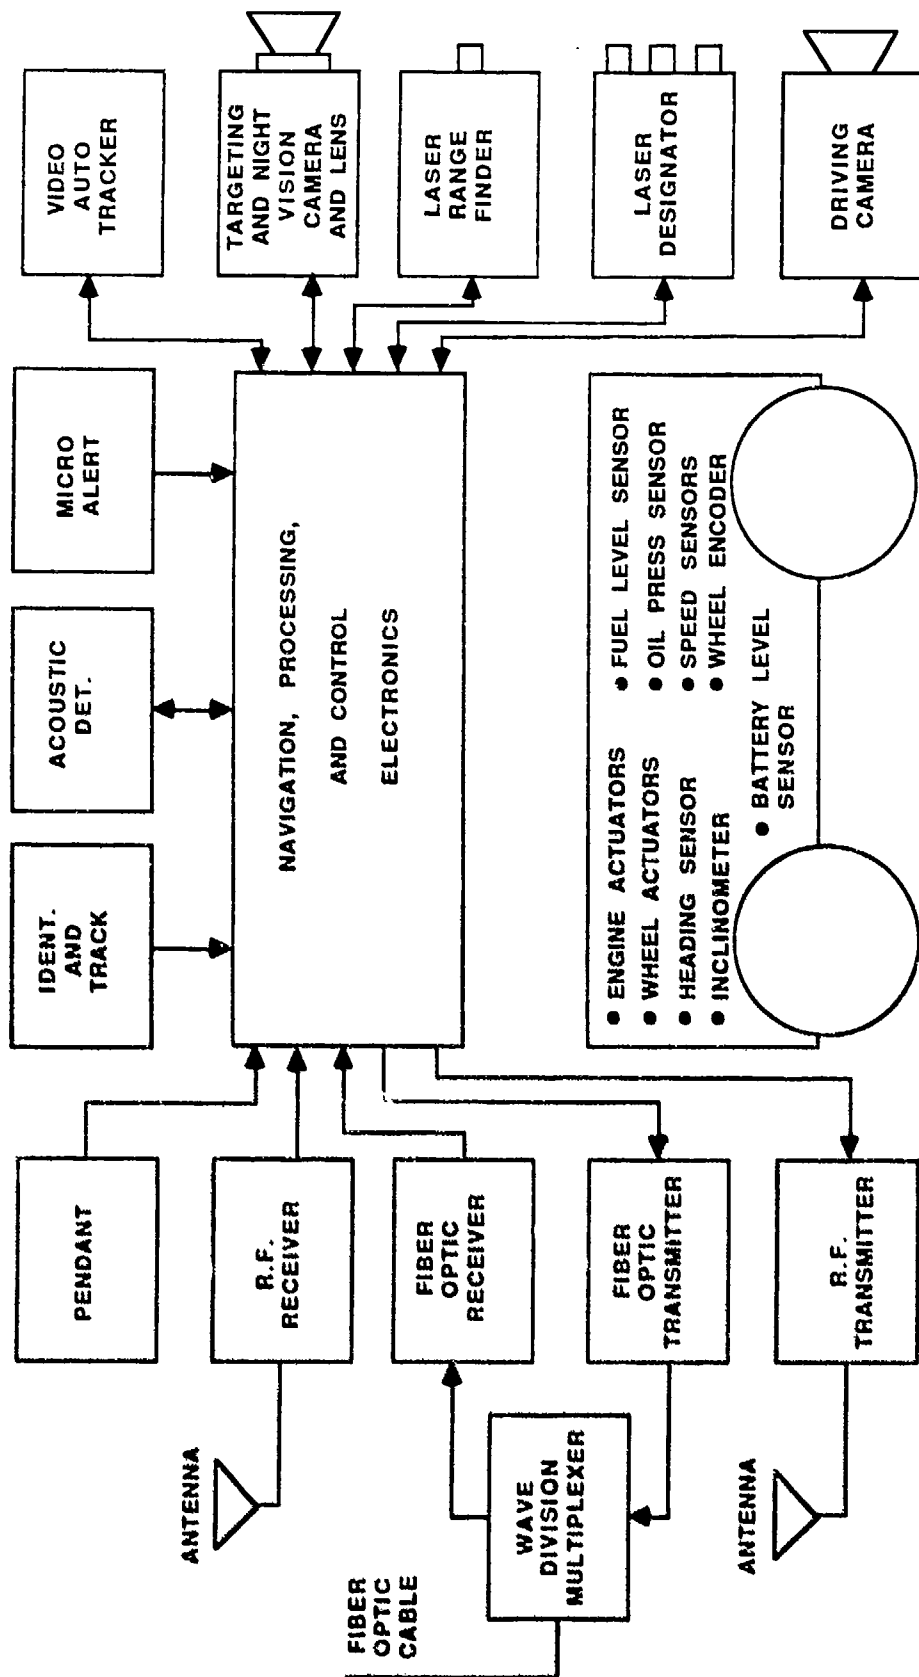 ANTENNA
FIBER
OPTIC
CABLE
WAVE
DIVISION
MULTIPLEXER
ANTENNA
PENDANT
R.F.
RECEIVER
FIBER
OPTIC
RECEIVER
FIBER
OPTIC
TRANSMITTER
R.F.
TRANSMITTER
IDENT.
AND
TRACK
ACOUSTIC
DET.
MICRO
ALERT
NAVIGATION, PROCESSING,
AND CONTROL
ELECTRONICS
● ENGINE ACTUATORS
● WHEEL ACTUATORS
● HEADING SENSOR
● INCLINOMETER
● FUEL LEVEL SENSOR
● OIL PRESS SENSOR
● SPEED SENSORS
● WHEEL ENCODER
● BATTERY LEVEL
SENSOR
VIDEO
AUTO
TRACKER
TARGETING
AND NIGHT
VISION
CAMERA
AND LENS
LASER
RANGE
FINDER
LASER
DESIGNATOR
DRIVING
CAMERA